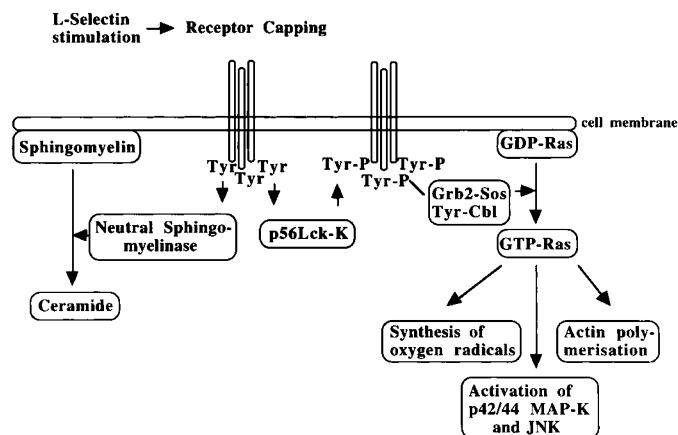 L-Selectin
stimulation
Receptor Capping
cell membrane
Sphingomyelin
GDP-Ras
Tyr
Tyr
Tyr
Tyr-P
Tyr-P
Tyr-P
Grb2-Sos
Tyr-Cbl
Neutral Sphingo-
myelinase
p56Lck-K
GTP-Ras
Ceramide
Synthesis of
oxygen radicals
Actin poly-
merisation
Activation of
p42/44 MAP-K
and JNK